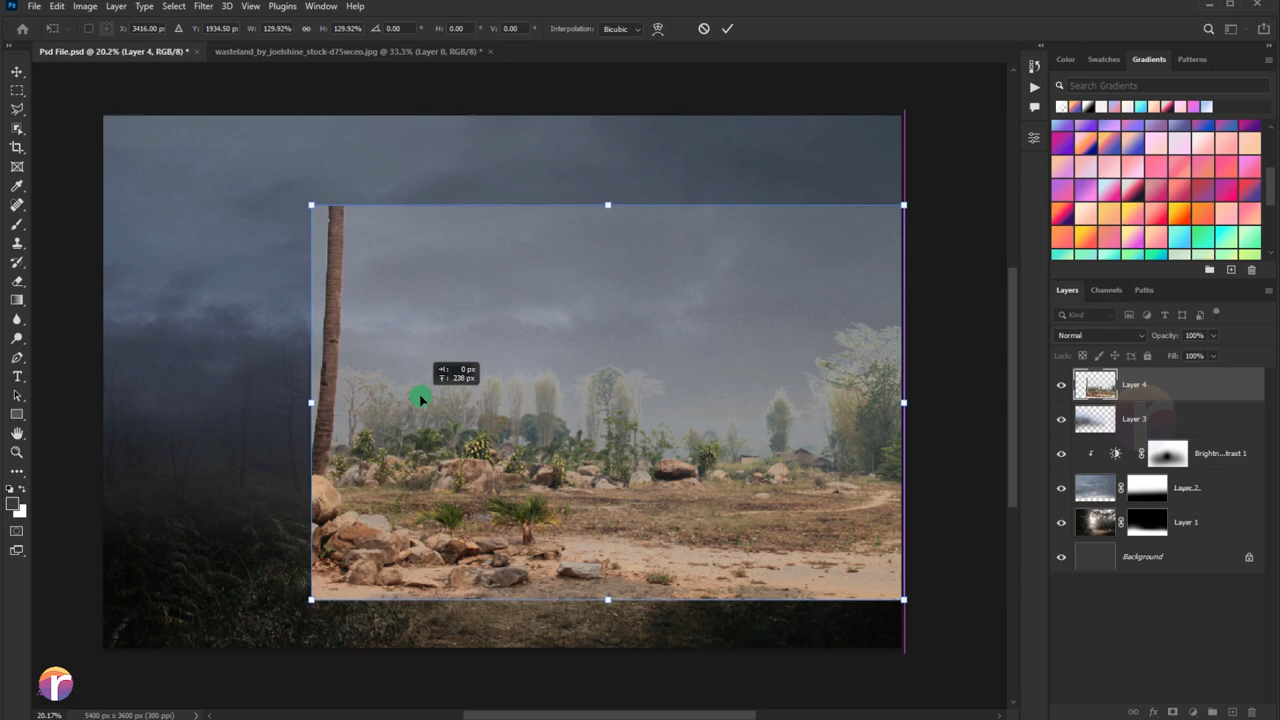 Ps File Edit Image Layer Type Select Filter 3D View Plugins Window Help
X: 3416.00 px Y: 1934.50 px W: 129.92% H: 129.92% 0.00 ° H: 0.00 ° V: 0.00 ° Interpolation: Bicubic
Psd File.psd @ 20.2% (Layer 4, RGB/8) * × wasteland_by_joelshine_stock-d75wceo.jpg @ 33.3% (Layer 0, RGB/8) * ×
Color Swatches Gradients Patterns
Search Gradients
Layers Channels Paths
Kind
Normal Opacity: 100%
Lock: Fill: 100%
Layer 4
Layer 3
Brightn...trast 1
Layer 2
Layer 1
Background
: 0 px
: 238 px
r
20.17% 5400 px x 3600 px (300 ppi)